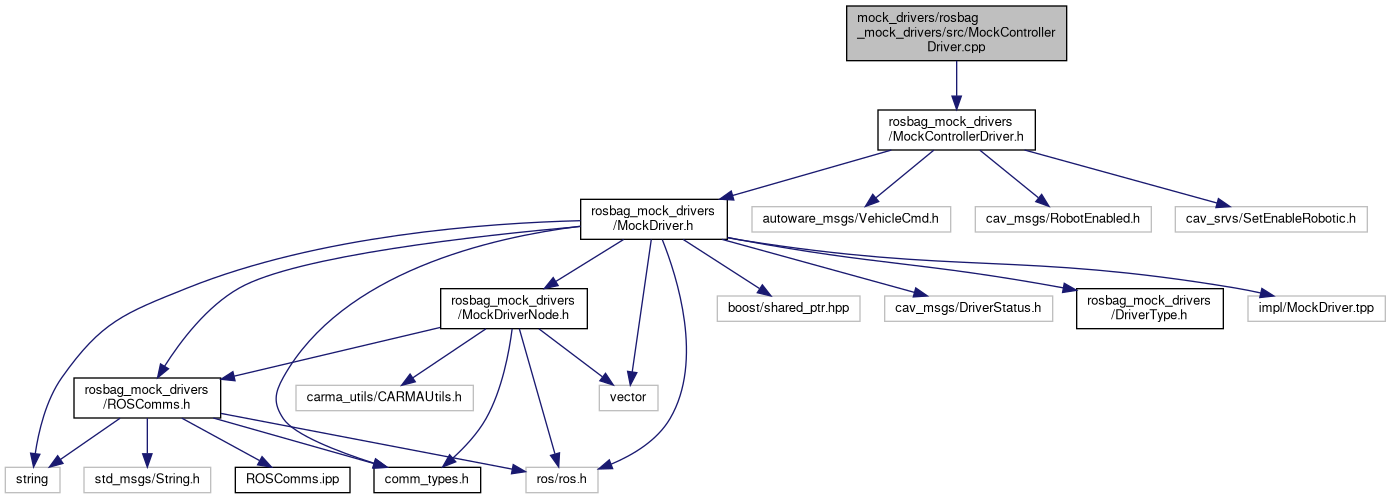 mock_drivers/rosbag
_mock_drivers/src/MockController
Driver.cpp
rosbag_mock_drivers
/MockControllerDriver.h
rosbag_mock_drivers
/MockDriver.h
autoware_msgs/VehicleCmd.h
cav_msgs/RobotEnabled.h
cav_srvs/SetEnableRobotic.h
rosbag_mock_drivers
/MockDriverNode.h
boost/shared_ptr.hpp
cav_msgs/DriverStatus.h
rosbag_mock_drivers
/DriverType.h
impl/MockDriver.tpp
rosbag_mock_drivers
/ROSComms.h
carma_utils/CARMAUtils.h
vector
string
std_msgs/String.h
ROSComms.ipp
comm_types.h
ros/ros.h